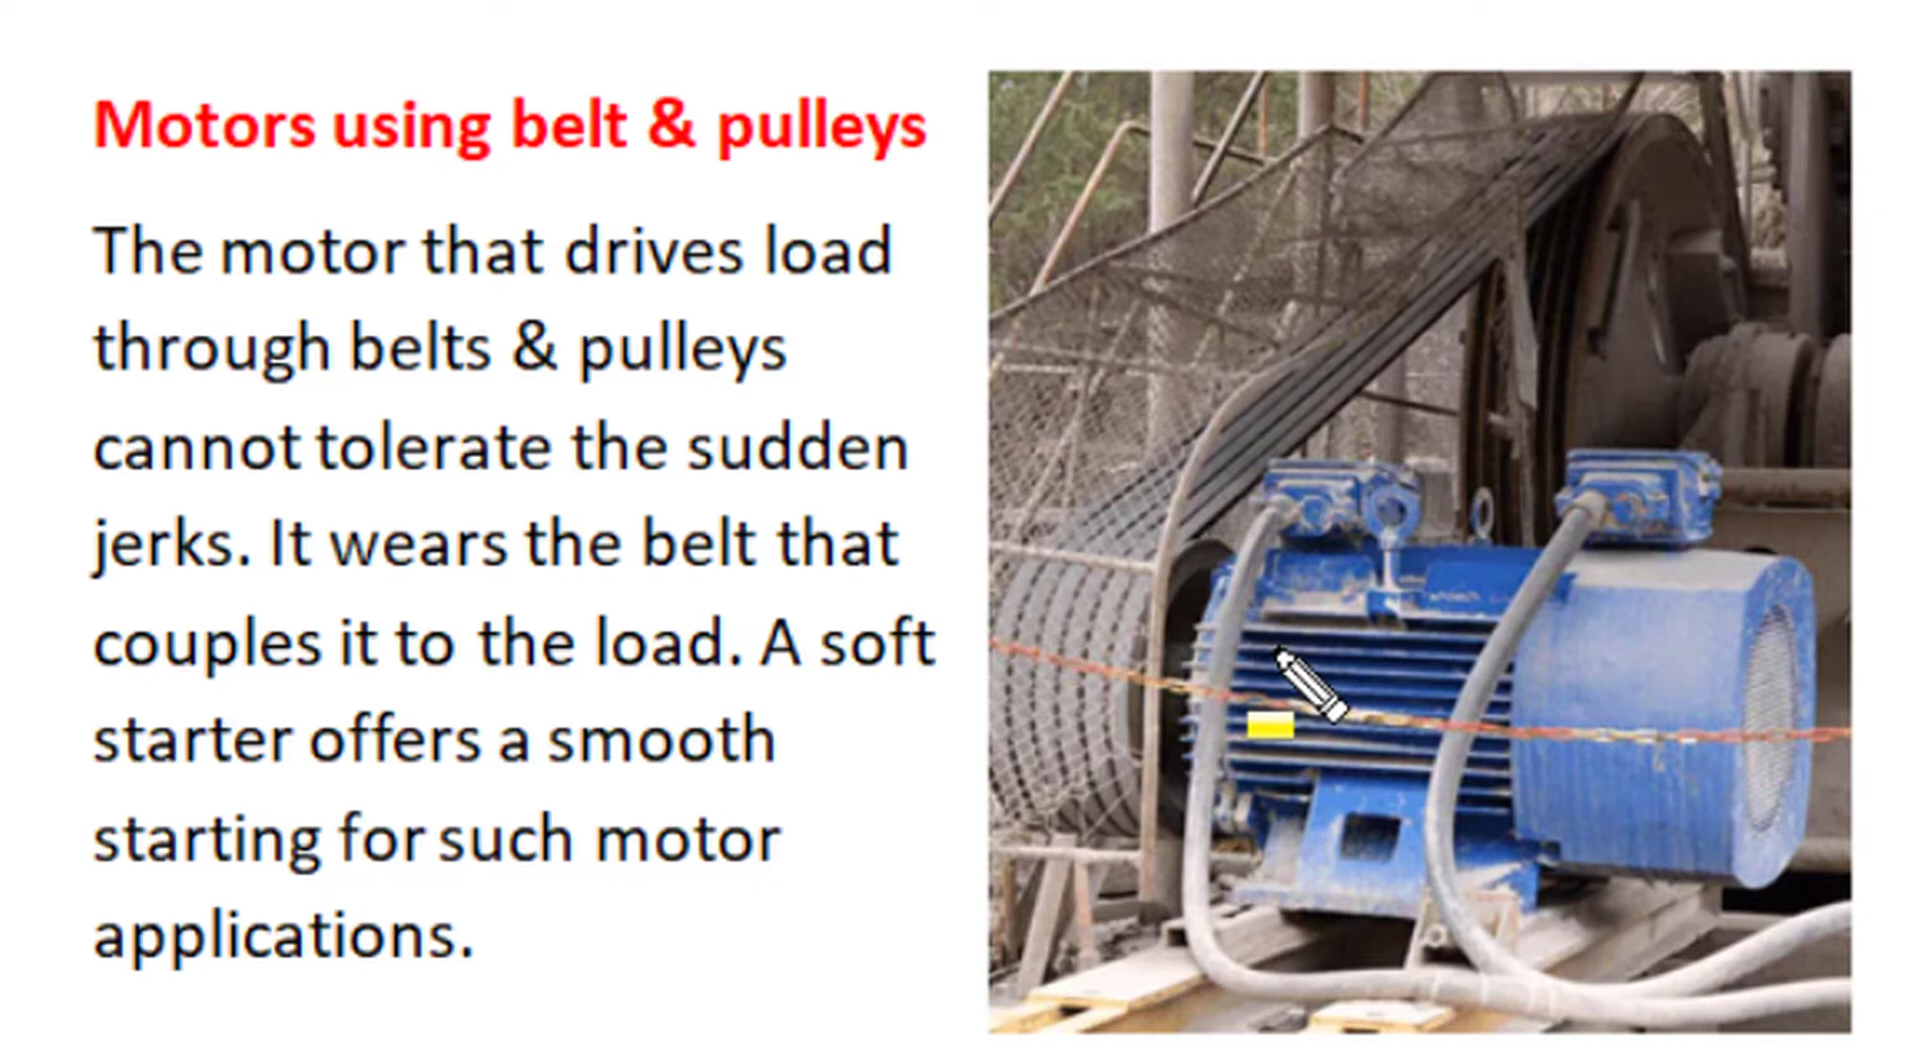 Motors using belt & pulleys
The motor that drives load
through belts & pulleys
cannot tolerate the sudden
jerks. It wears the belt that
couples it to the load. A soft
starter offers a smooth
starting for such motor
applications.